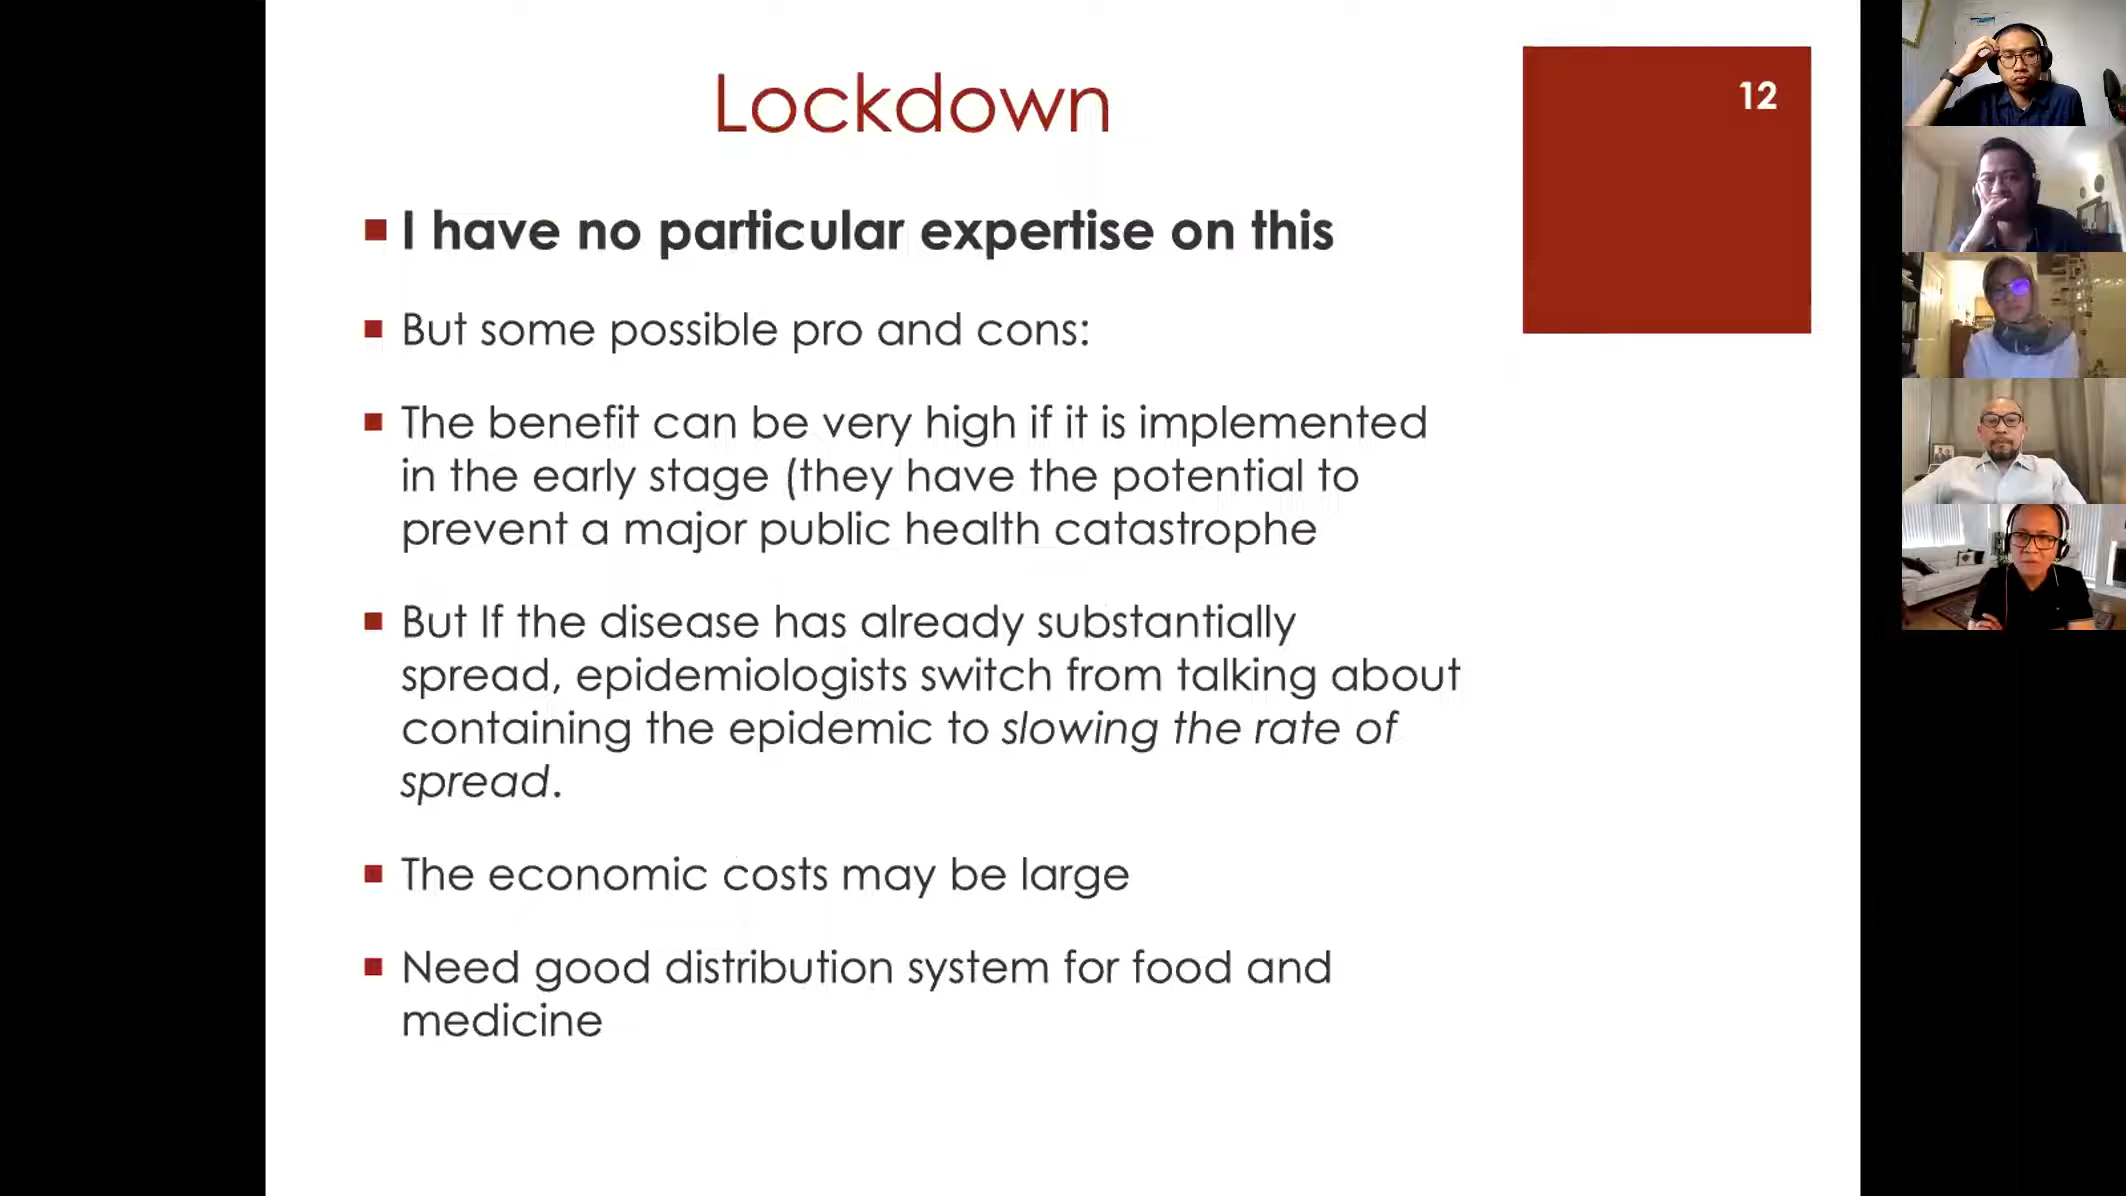 Lockdown
12
I have no particular expertise on this
But some possible pro and cons:
The benefit can be very high if it is implemented
in the early stage (they have the potential to
prevent a major public health catastrophe
But If the disease has already substantially
spread, epidemiologists switch from talking about
containing the epidemic to slowing the rate of
spread.
The economic costs may be large
Need good distribution system for food and
medicine